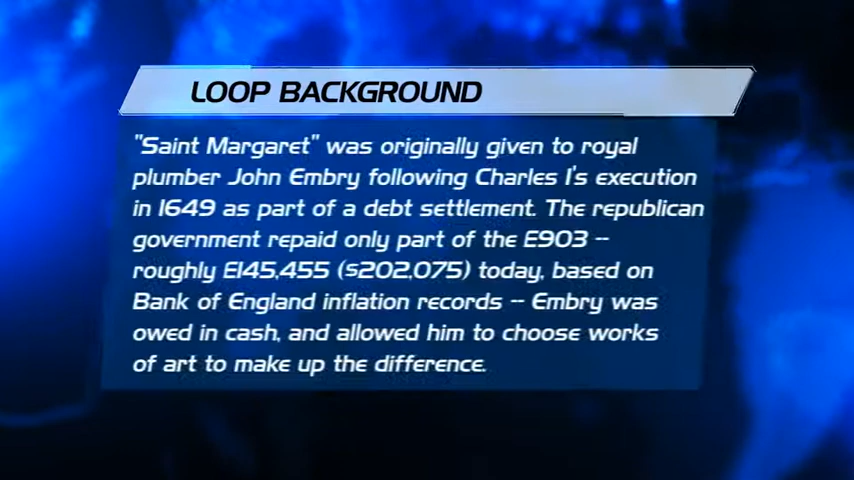 LOOP BACKGROUND
"Saint Margaret" was originally given to royal
plumber John Embry following Charles I's execution
in 1649 as part of a debt settlement. The republican
government repaid only part of the E903 --
roughly E145,455 ($202,075) today, based on
Bank of England inflation records -- Embry was
owed in cash, and allowed him to choose works
of art to make up the difference.